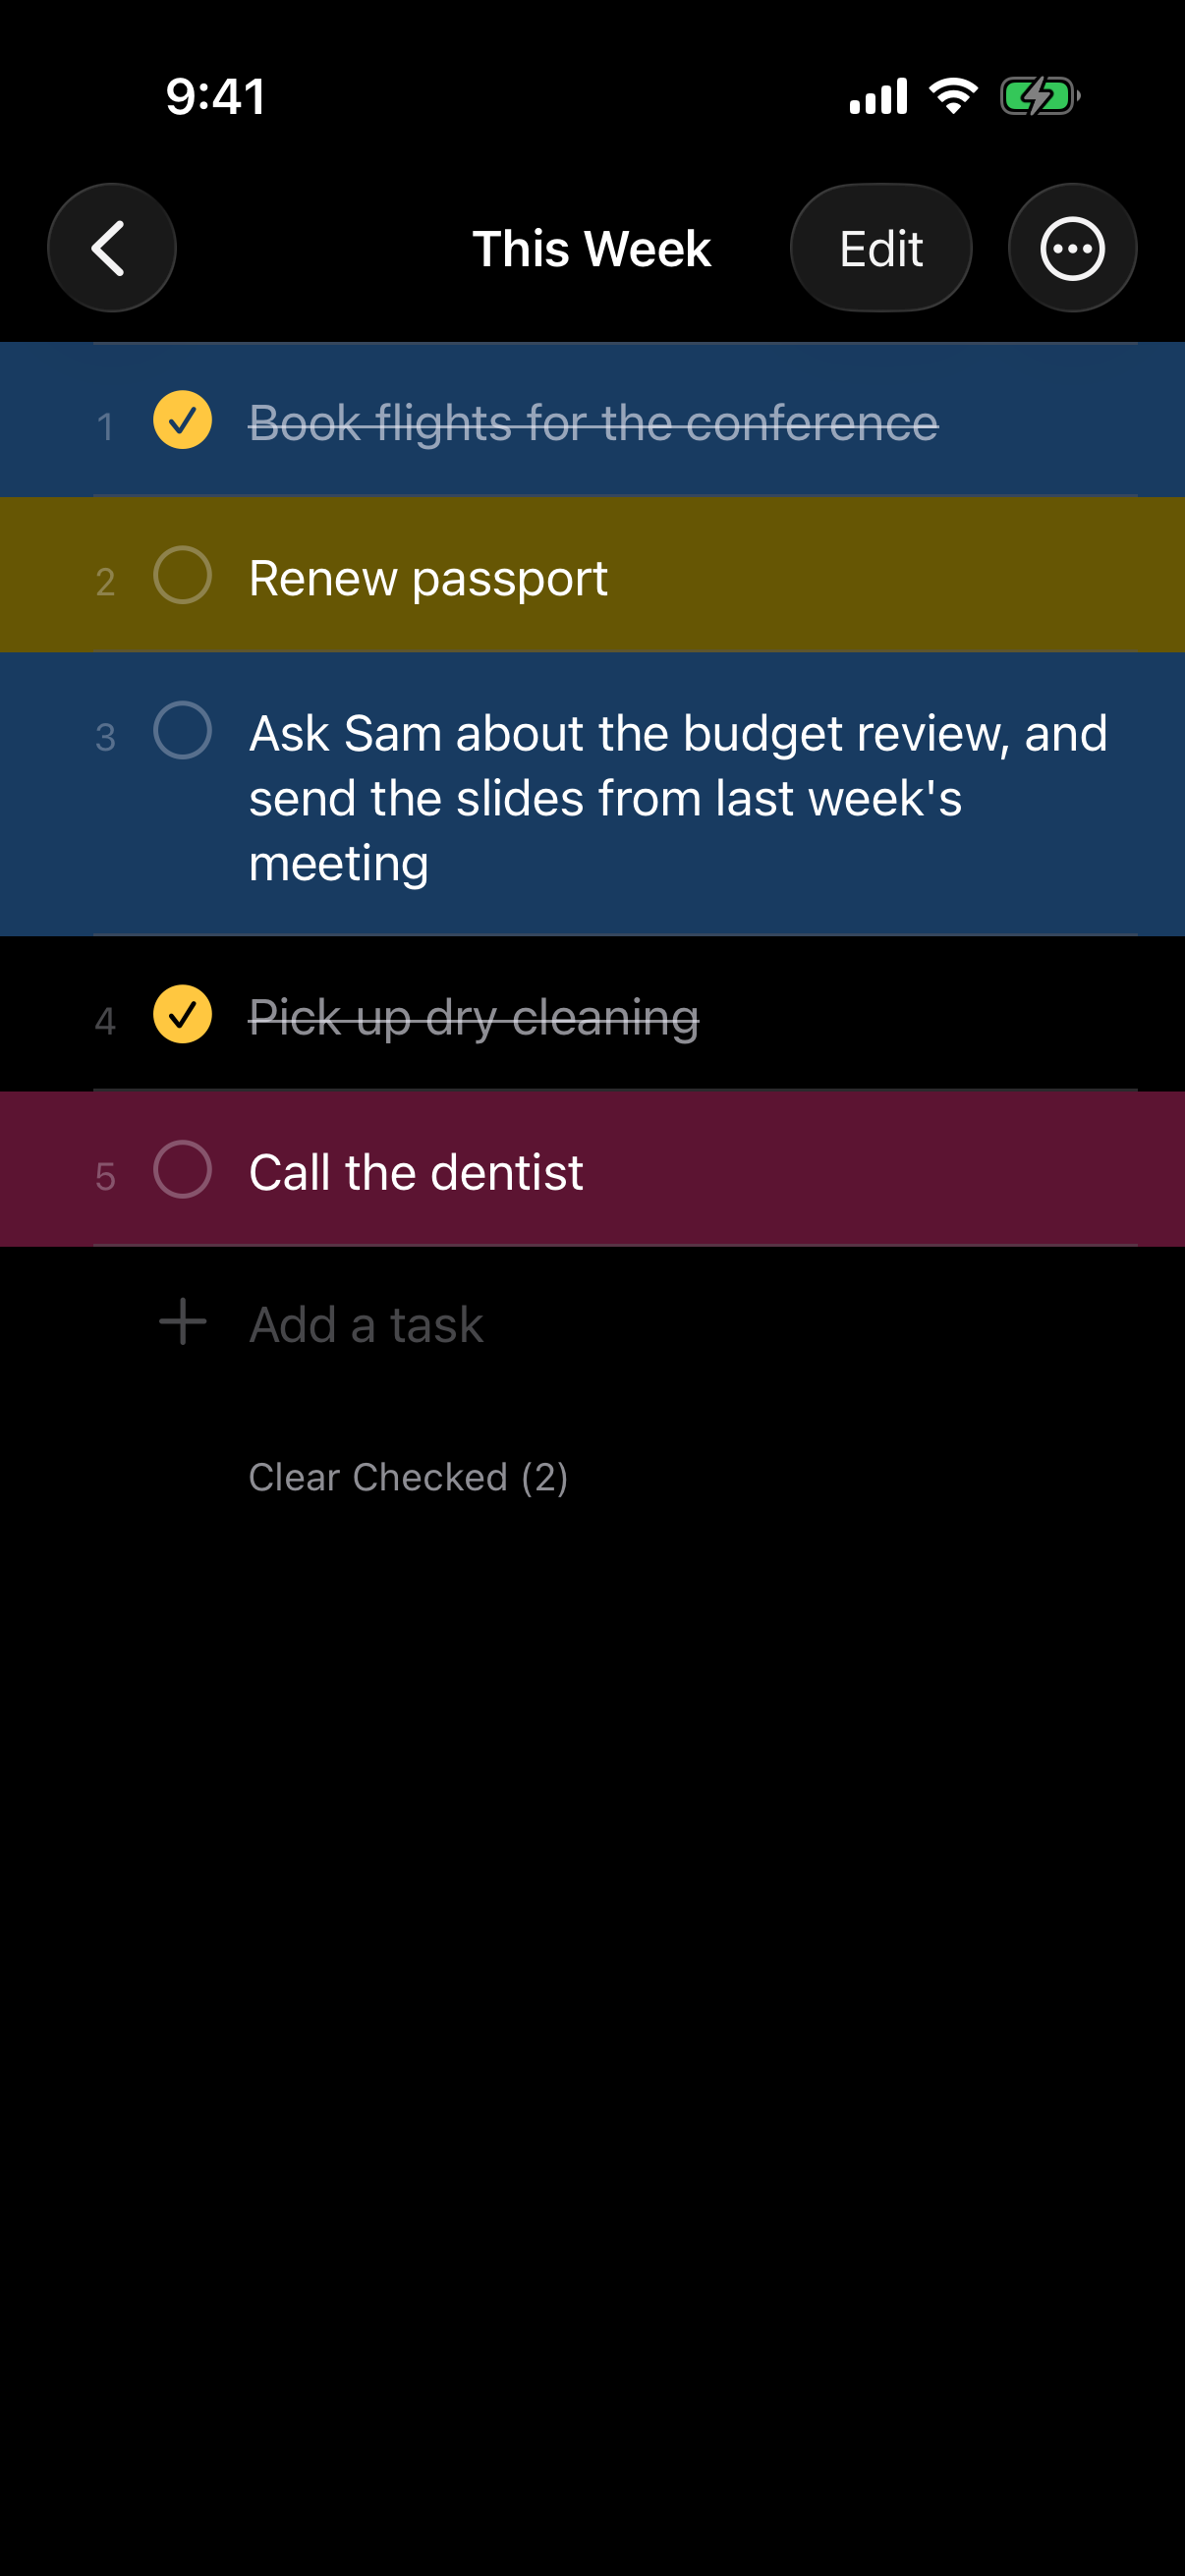 9:41
This Week
Edit
1 Book flights for the conference
2 Renew passport
3 Ask Sam about the budget review, and
send the slides from last week's
meeting
4 Pick up dry cleaning
5 Call the dentist
Add a task
Clear Checked (2)